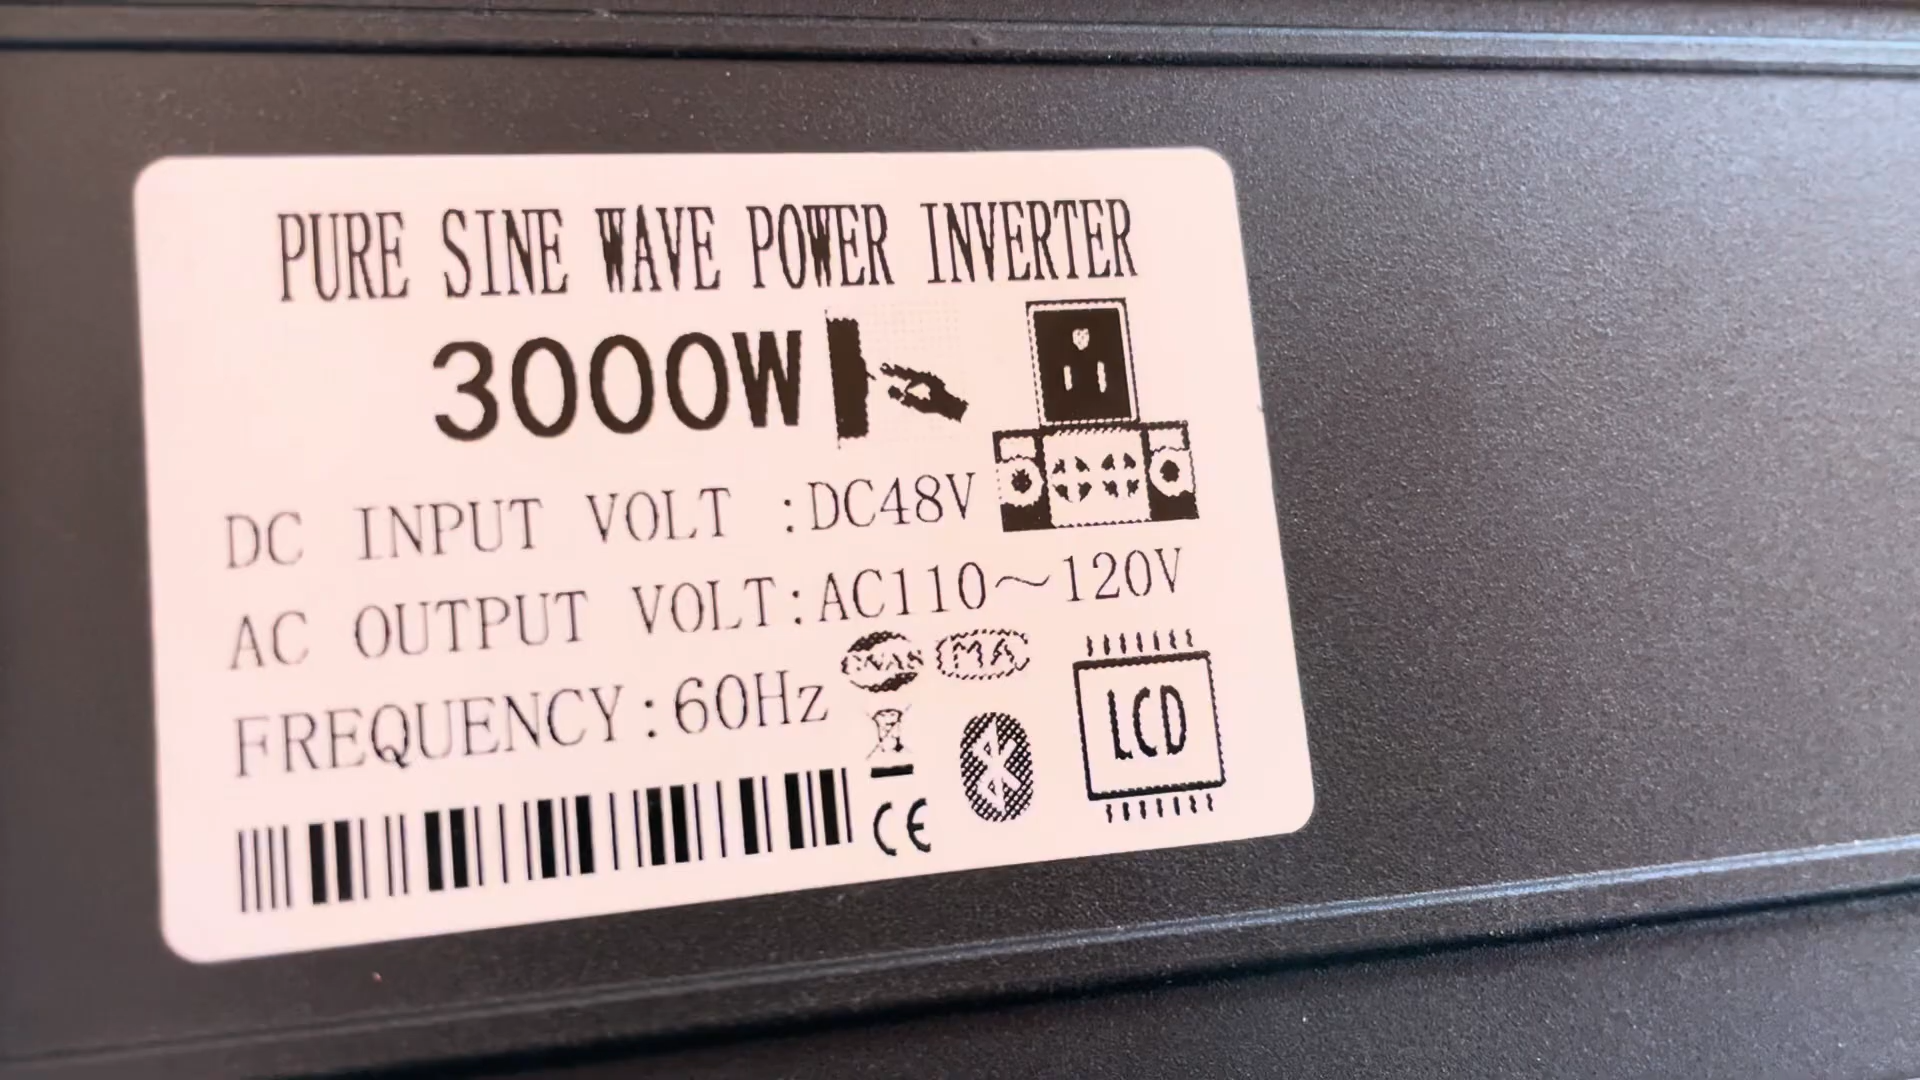 PURE SINE WAVE POWER INVERTER
3000W
DC INPUT VOLT :DC48V
AC OUTPUT VOLT:AC110～120V
FREQUENCY:60Hz
MA
LCD
CE